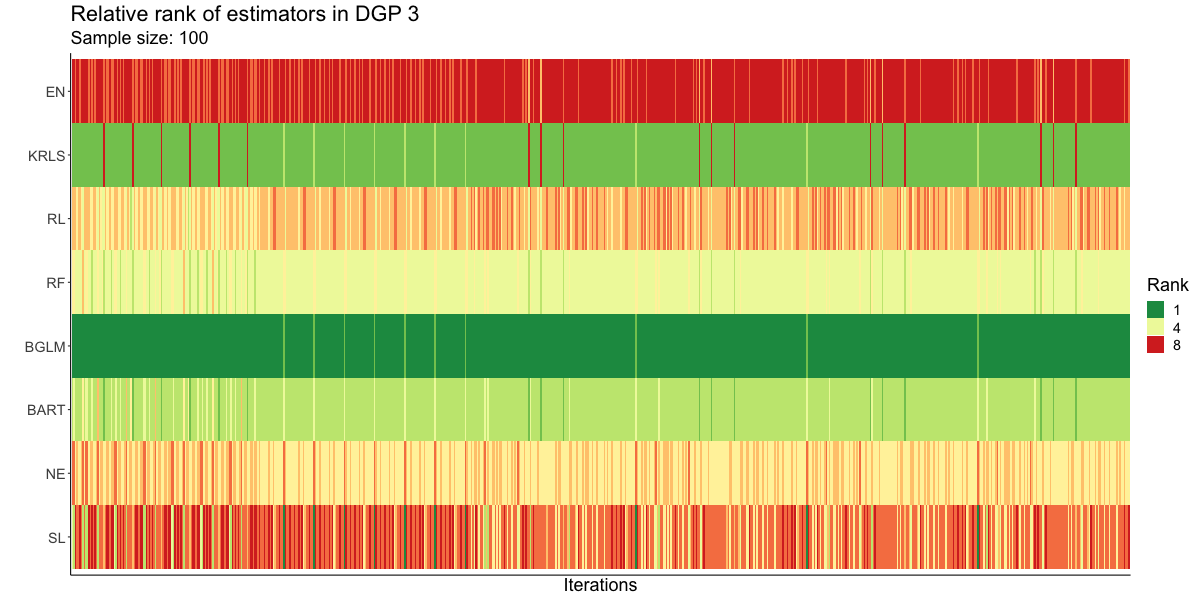 Relative rank of estimators in DGP 3
Sample size: 100
EN
KRLS
RL
RF
BGLM
BART
NE
SL
Iterations
Rank
1
4
8